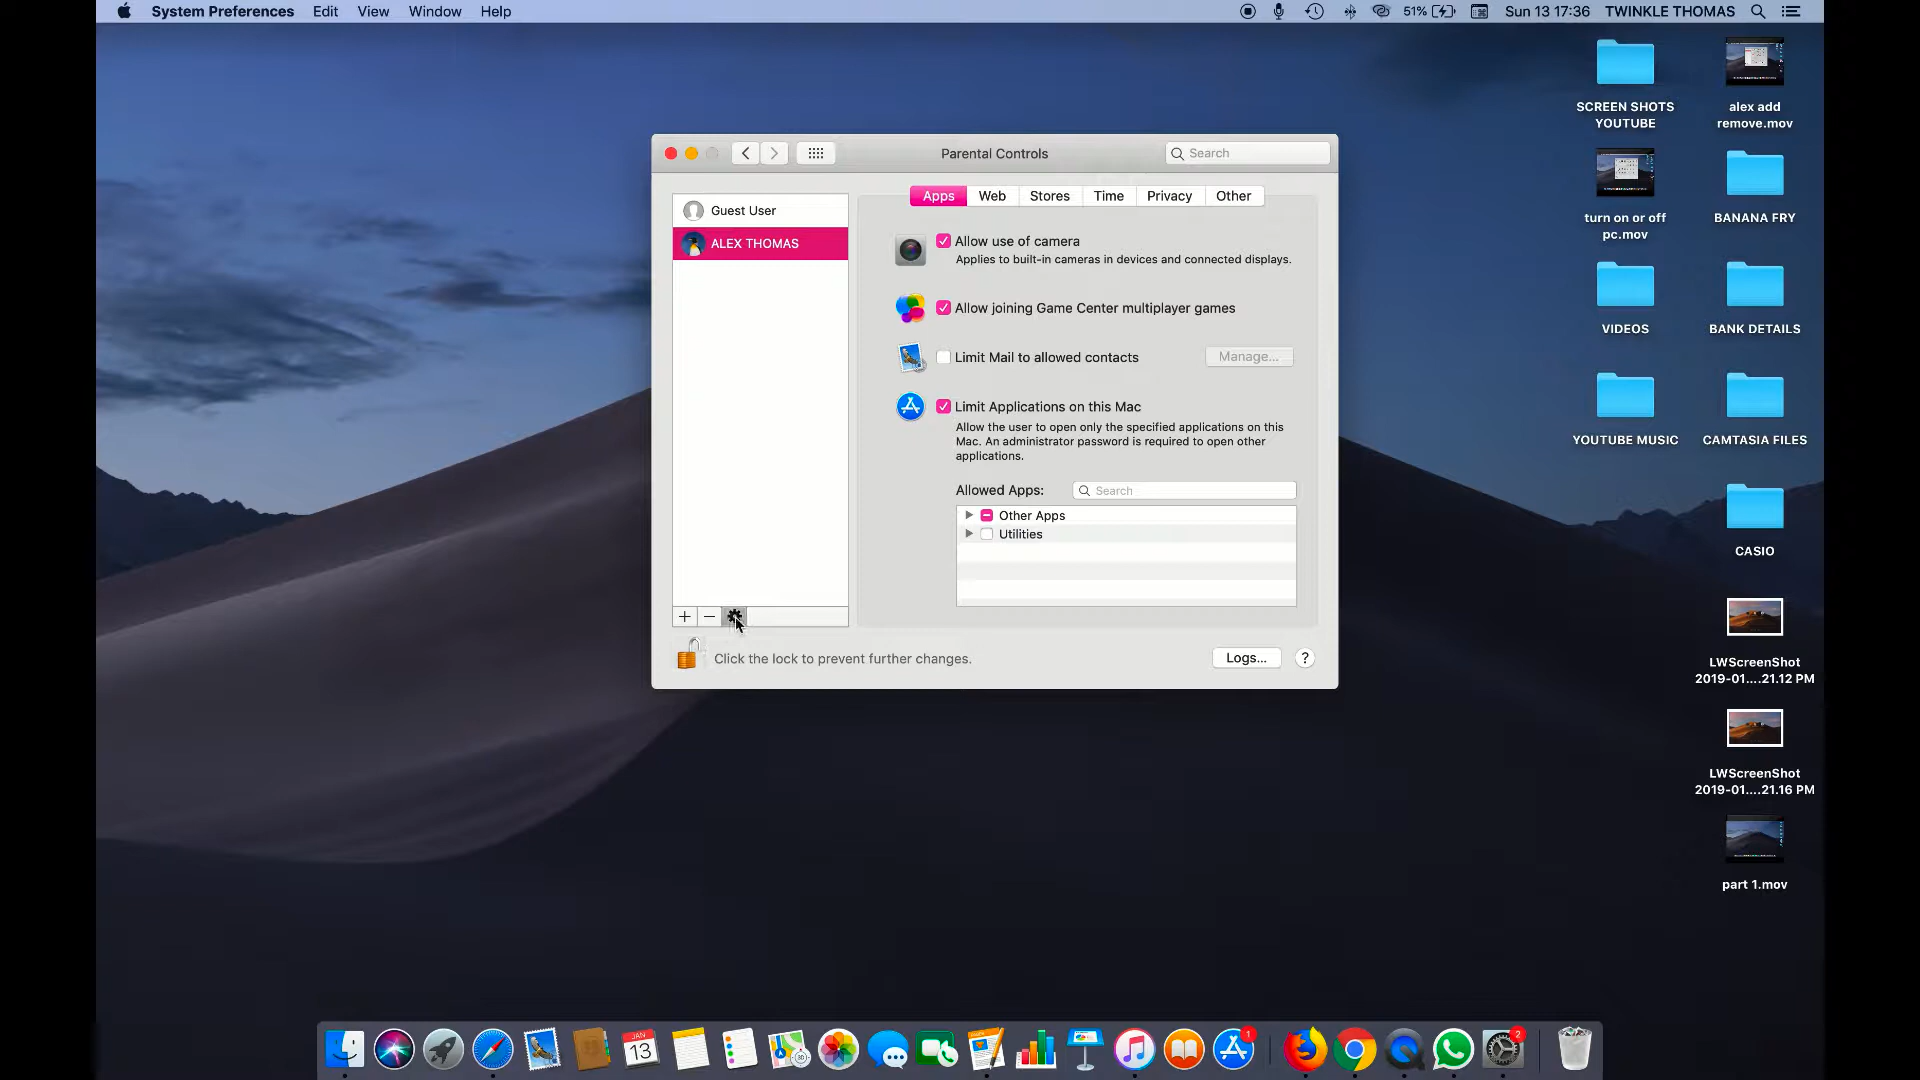 System Preferences Edit View Window Help
51% Sun 13 17:36 TWINKLE THOMAS
Parental Controls
Search
Guest User
ALEX THOMAS
Apps Web Stores Time Privacy Other
Allow use of camera
Applies to built-in cameras in devices and connected displays.
Allow joining Game Center multiplayer games
Limit Mail to allowed contacts
Manage...
Limit Applications on this Mac
Allow the user to open only the specified applications on this
Mac. An administrator password is required to open other
applications.
Allowed Apps:
Search
Other Apps
Utilities
Click the lock to prevent further changes.
Logs...
?
SCREEN SHOTS
YOUTUBE
alex add
remove.mov
turn on or off
pc.mov
BANANA FRY
VIDEOS
BANK DETAILS
YOUTUBE MUSIC
CAMTASIA FILES
CASIO
LWScreenShot
2019-01....21.12 PM
LWScreenShot
2019-01....21.16 PM
part 1.mov
JAN
13
1
2